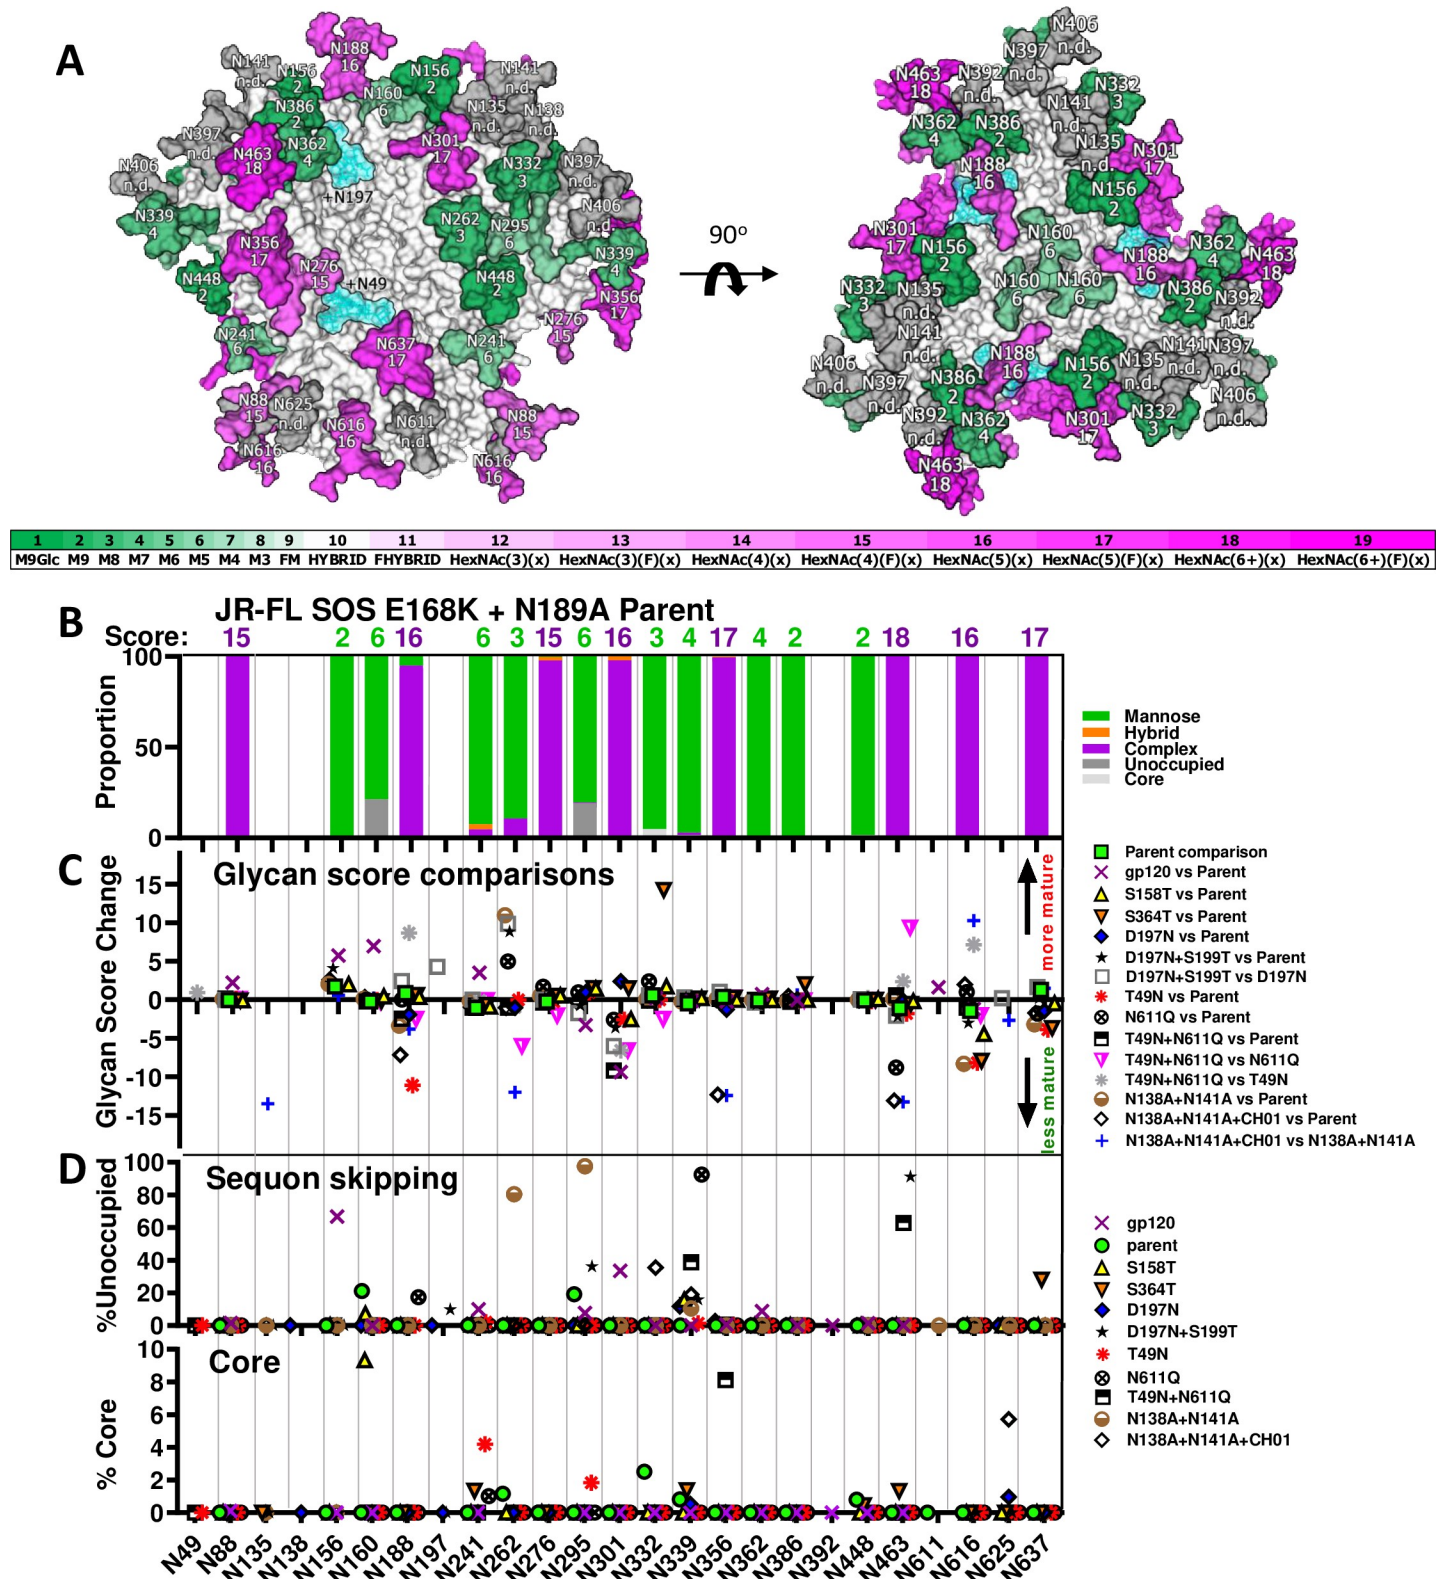 A
N188
16
N141
n.d.
N156
2
N156
2
N141
n.d.
N386
2
N160
6
N135
n.d.
N138
n.d.
N397
n.d.
N463
18
N362
4
N301
17
N332
3
N397
n.d.
N406
n.d.
+N197
N406
n.d.
N339
4
N262
3
N295
6
N339
4
N356
17
N276
15
N448
2
N448
2
N356
17
+N49
N276
15
N241
6
N637
17
N241
6
N88
15
N625
n.d.
N616
16
N611
n.d.
N88
15
N616
16
N616
16
90°
N406
n.d.
N397
n.d.
N463
18
N392
n.d.
N332
3
N141
n.d.
N362
4
N386
2
N135
n.d.
N301
17
N188
16
N156
2
N301
17
N156
2
N160
6
N188
16
N362
4
N463
18
N332
3
N135
n.d.
N160
6
N160
6
N386
2
N392
n.d.
N141
n.d.
N188
16
N156
2
N135
n.d.
N141
n.d.
N397
n.d.
N406
n.d.
N397
n.d.
N386
2
N406
n.d.
N392
n.d.
N362
4
N301
17
N332
3
N463
18
1 2 3 4 5 6 7 8 9 10 11 12 13 14 15 16 17 18 19
M9Glc M9 M8 M7 M6 M5 M4 M3 FM HYBRID FHYBRID HexNAc(3)(x) HexNAc(3)(F)(x) HexNAc(4)(x) HexNAc(4)(F)(x) HexNAc(5)(x) HexNAc(5)(F)(x) HexNAc(6+)(x) HexNAc(6+)(F)(x)
B
JR-FL SOS E168K + N189A Parent
Score: 15 2 6 16 6 3 15 6 16 3 4 17 4 2 2 18 16 17
Proportion
100
50
0
Mannose
Hybrid
Complex
Unoccupied
Core
C
Glycan score comparisons
Glycan Score Change
15
10
5
0
-5
-10
-15
more mature
less mature
Parent comparison
gp120 vs Parent
S158T vs Parent
S364T vs Parent
D197N vs Parent
D197N+S199T vs Parent
D197N+S199T vs D197N
T49N vs Parent
N611Q vs Parent
T49N+N611Q vs Parent
T49N+N611Q vs N611Q
T49N+N611Q vs T49N
N138A+N141A vs Parent
N138A+N141A+CH01 vs Parent
N138A+N141A+CH01 vs N138A+N141A
D
Sequon skipping
%Unoccupied
100
80
60
40
20
0
gp120
parent
S158T
S364T
D197N
D197N+S199T
T49N
N611Q
T49N+N611Q
N138A+N141A
N138A+N141A+CH01
Core
% Core
10
8
6
4
2
0
N49 N88 N135 N138 N156 N160 N188 N197 N241 N262 N276 N295 N301 N332 N339 N356 N362 N386 N392 N448 N463 N611 N616 N625 N637